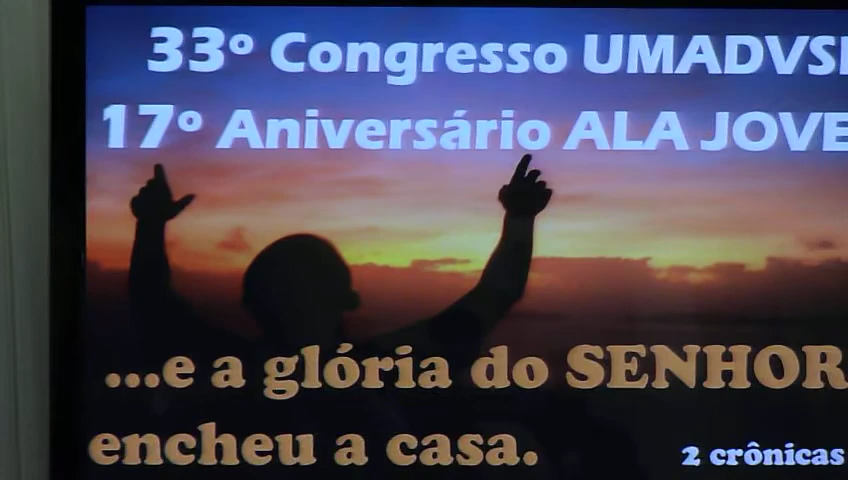 33º Congresso UMADVS
17º Aniversário ALA JOVE
...e a glória do SENHOR
encheu a casa.
2 crônicas